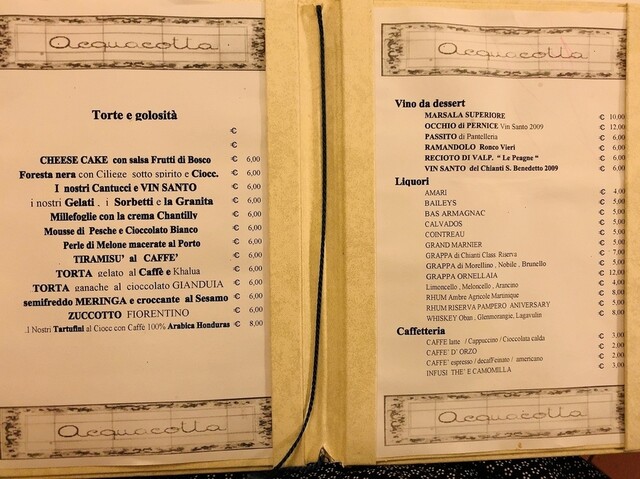 acquacotta
Torte e golosità
€
€
CHEESE CAKE con salsa Frutti di Bosco € 6,00
Foresta nera con Ciliege sotto spirito e Ciocc. € 6,00
I nostri Cantucci e VIN SANTO € 6,00
i nostri Gelati , i Sorbetti e la Granita € 6,00
Millefoglie con la crema Chantilly € 6,00
Mousse di Pesche e Cioccolato Bianco € 6,00
Perle di Melone macerate al Porto € 6,00
TIRAMISU' al CAFFE' € 6,00
TORTA gelato al Caffè e Khalua € 6,00
TORTA ganache al cioccolato GIANDUIA € 6,00
semifreddo MERINGA e croccante al Sesamo € 6,00
ZUCCOTTO FIORENTINO € 6,00
.I Nostri Tartufini al Ciocc con Caffè 100% Arabica Honduras € 8,00
acquacotta
acquacotta
Vino da dessert
MARSALA SUPERIORE € 10,00
OCCHIO di PERNICE Vin Santo 2009 € 12,00
PASSITO di Pantelleria € 6,00
RAMANDOLO Ronco Vieri € 6,00
RECIOTO DI VALP. " Le Peagne " € 6,00
VIN SANTO del Chianti S. Benedetto 2009 € 6,00
Liquori
AMARI € 4,00
BAILEYS € 5,00
BAS ARMAGNAC € 5,00
CALVADOS € 5,00
COINTREAU € 5,00
GRAND MARNIER € 5,00
GRAPPA di Chianti Class Riserva € 7,00
GRAPPA di Morellino , Nobile , Brunello € 5,00
GRAPPA ORNELLAIA € 12,00
Limoncello , Meloncello , Arancino € 4,00
RHUM Ambre Agricole Martinique € 8,00
RHUM RISERVA PAMPERO ANIVERSARY € 5,00
WHISKEY Oban , Glenmorangie, Lagavulin € 8,00
Caffetteria
CAFFE latte / Cappuccino / Cioccolata calda € 3,00
CAFFE' D' ORZO € 2,00
CAFFE' espresso / decaffeinato / americano € 2,00
INFUSI THE' E CAMOMILLA € 3,00
acquacotta